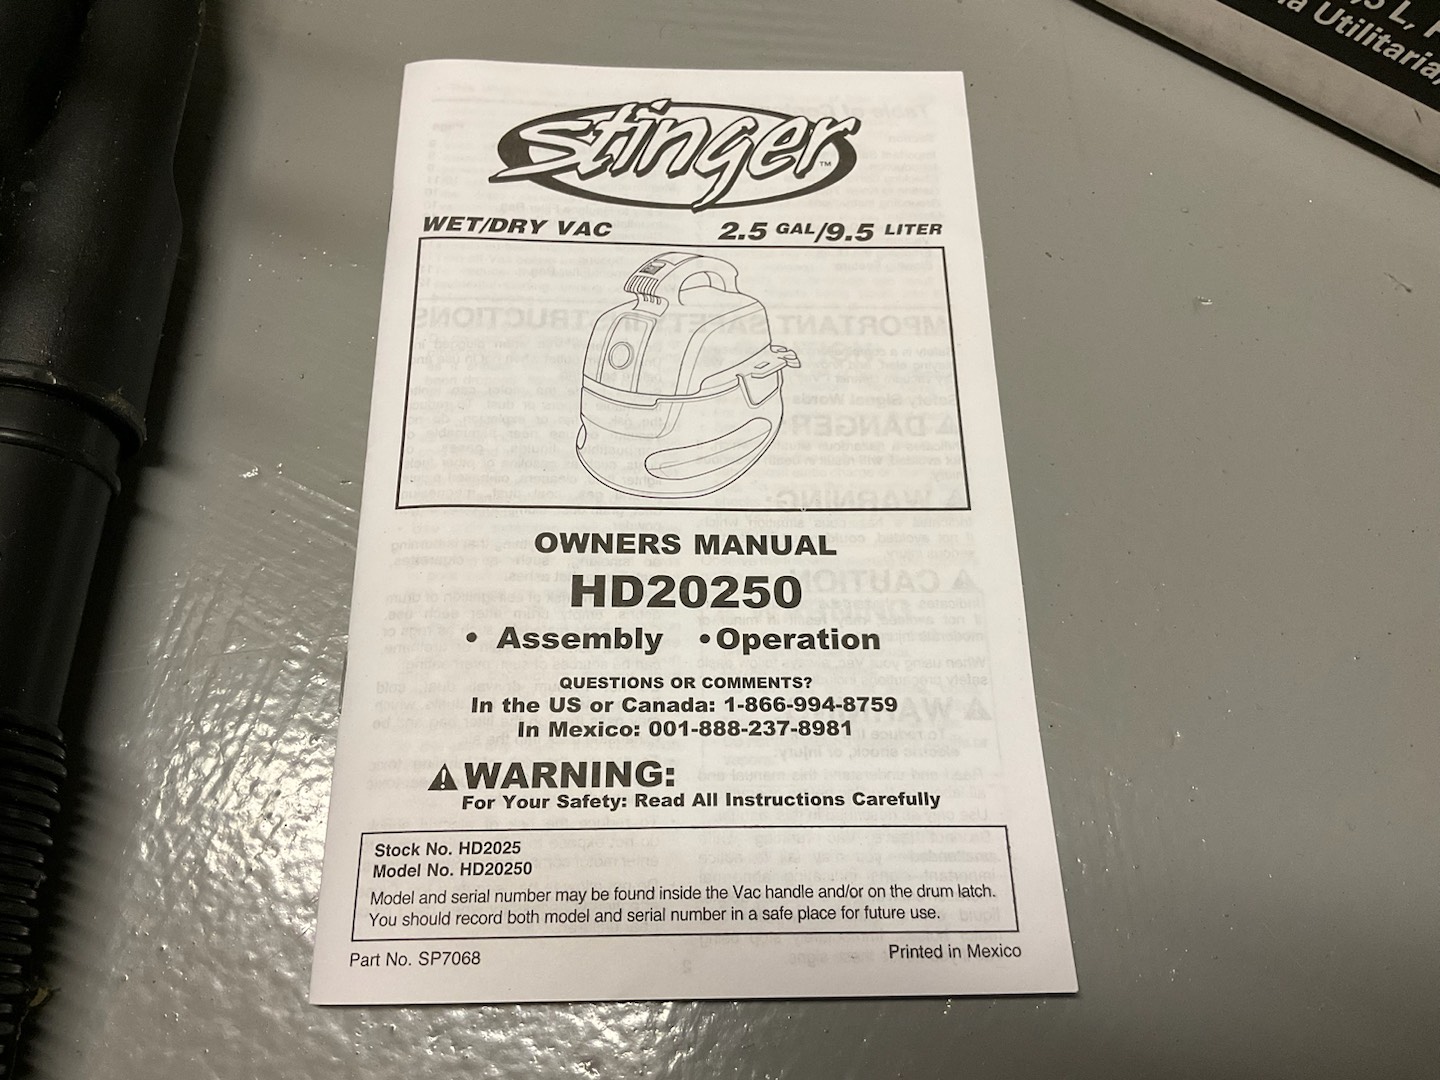 Stinger™
WET/DRY VAC 2.5 GAL/9.5 LITER
OWNERS MANUAL
HD20250
• Assembly • Operation
QUESTIONS OR COMMENTS?
In the US or Canada: 1-866-994-8759
In Mexico: 001-888-237-8981
⚠WARNING:
For Your Safety: Read All Instructions Carefully
Stock No. HD2025
Model No. HD20250
Model and serial number may be found inside the Vac handle and/or on the drum latch.
You should record both model and serial number in a safe place for future use.
Part No. SP7068 Printed in Mexico
Utilitaria,